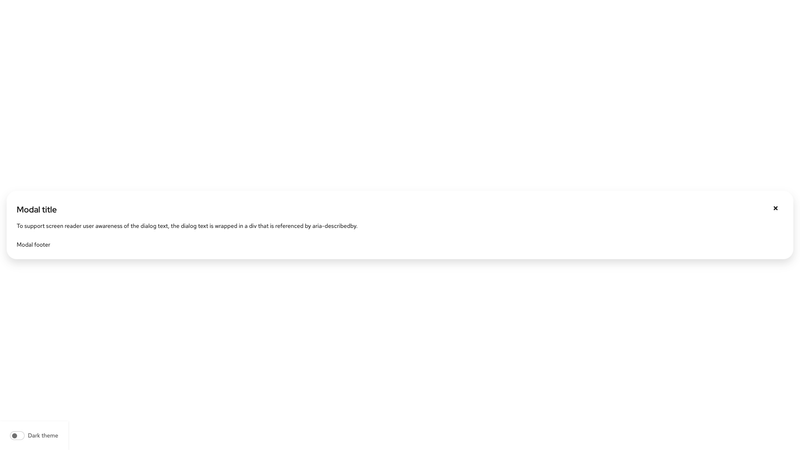 Modal title
To support screen reader user awareness of the dialog text, the dialog text is wrapped in a div that is referenced by aria-describedby.
Modal footer
Dark theme